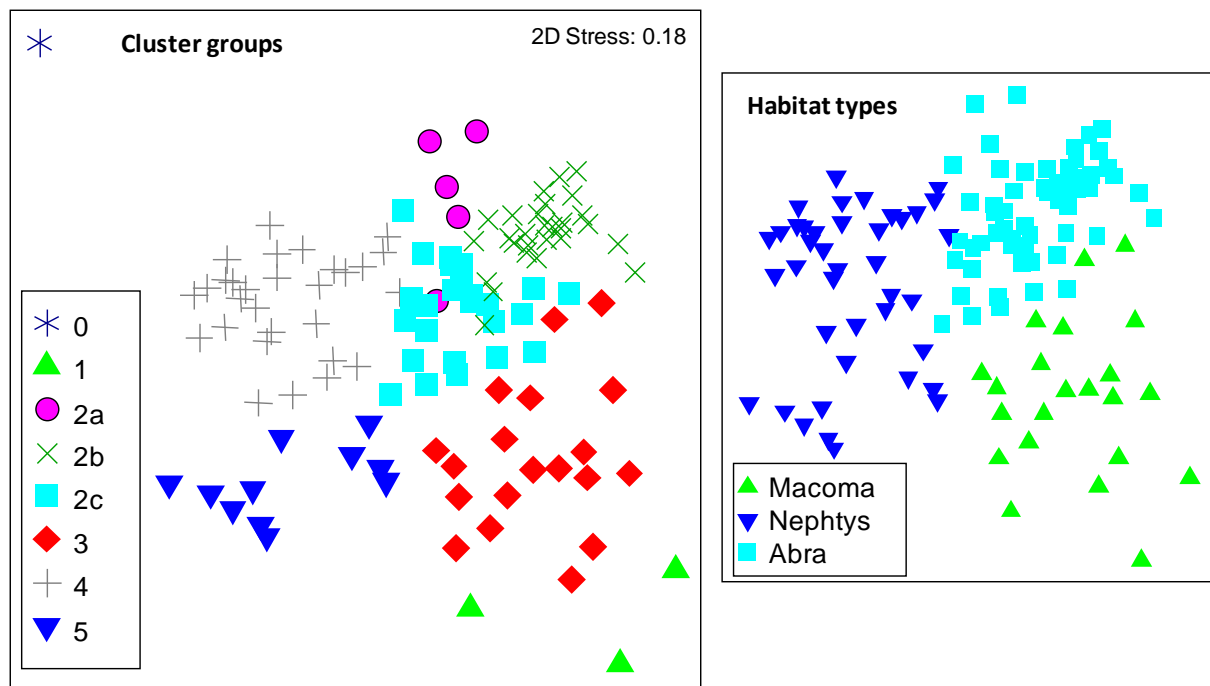 Cluster groups
2D Stress: 0.18
0
1
2a
2b
2c
3
4
5
Habitat types
Macoma
Nephtys
Abra